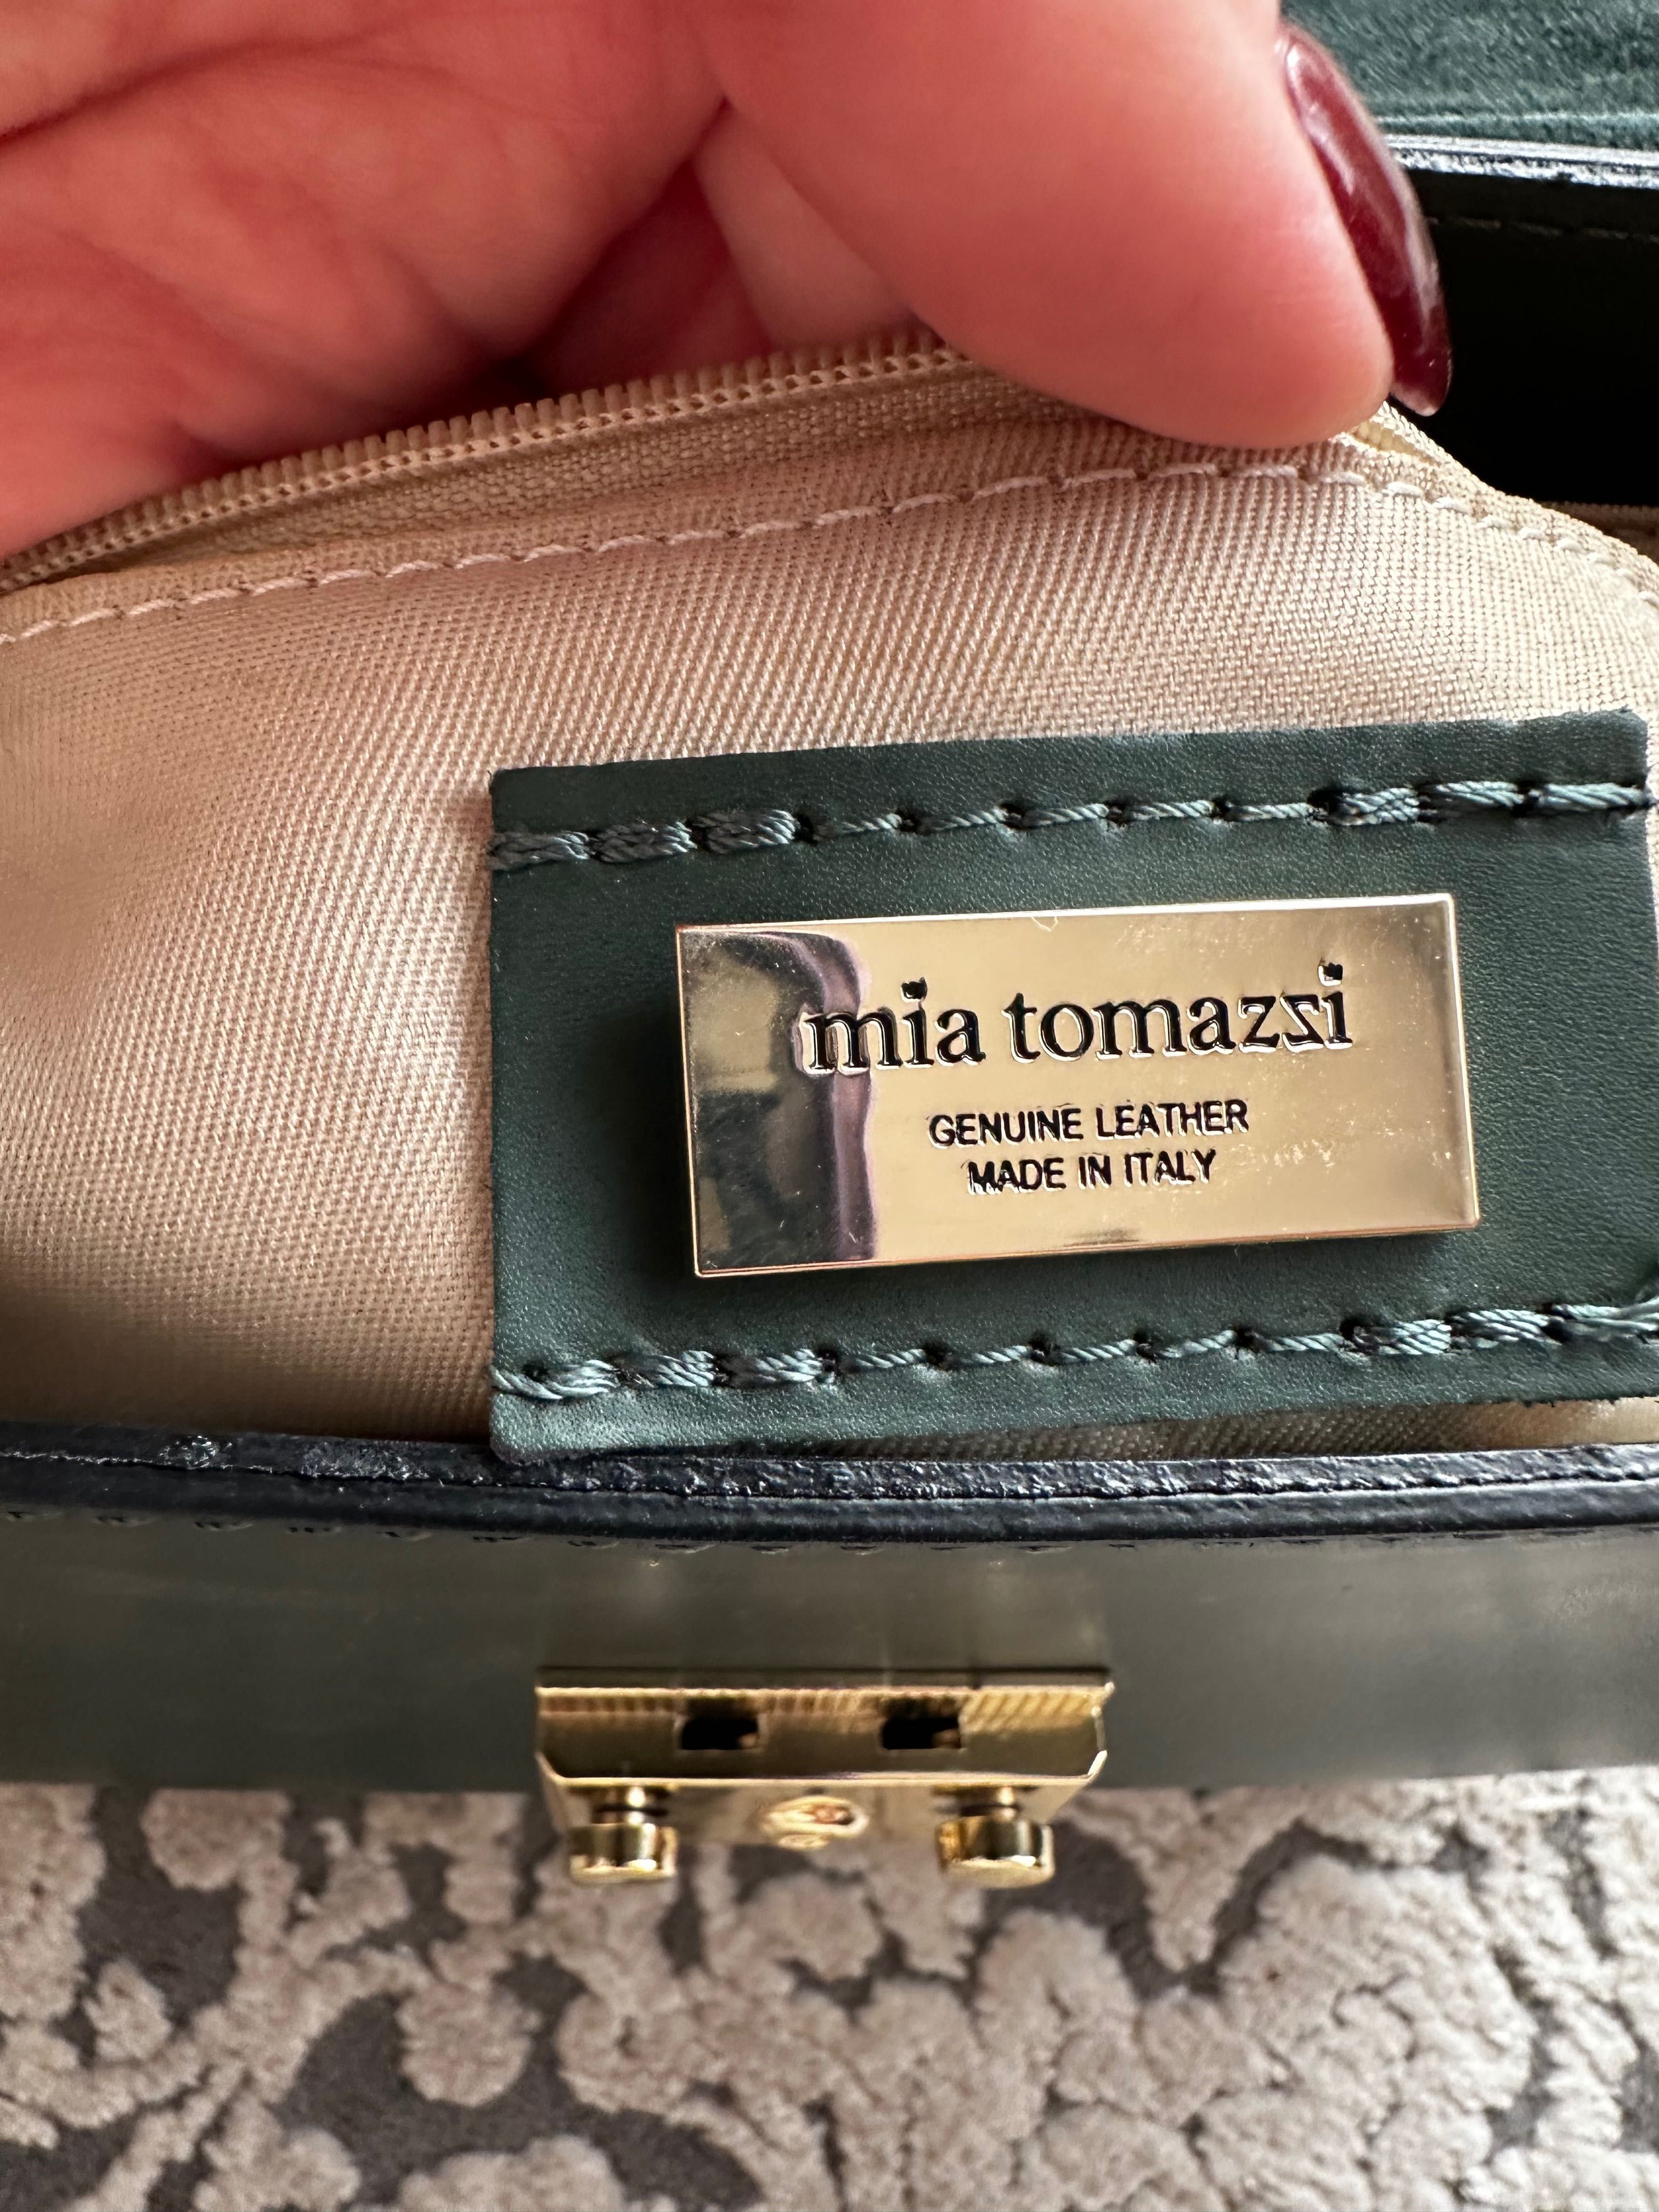 mia tomazzi
GENUINE LEATHER
MADE IN ITALY